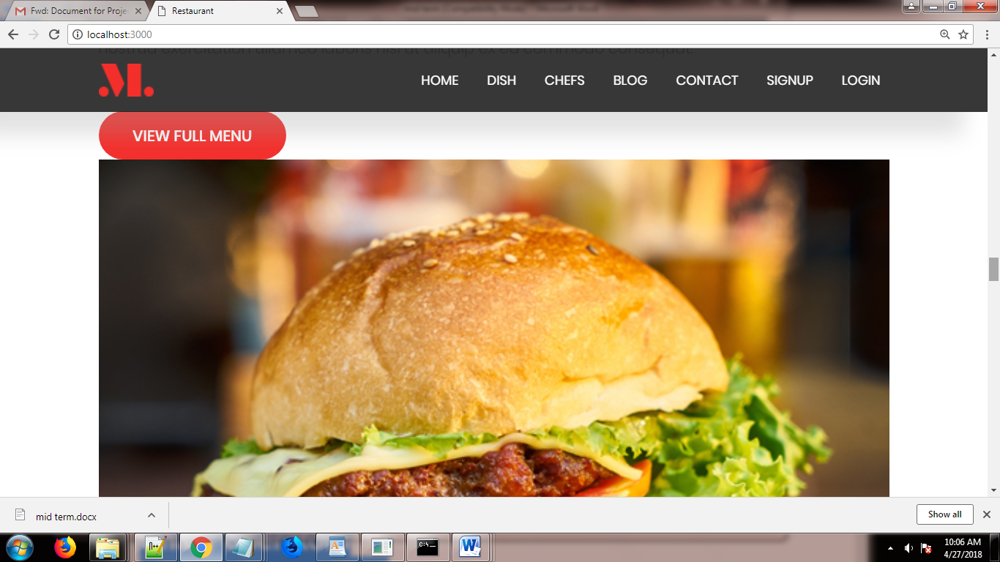 Fwd: Document for Proje
Restaurant
localhost:3000
nostrud exercitation ullamco laboris nisi ut aliquip ex ea commodo consequat.
M.
HOME DISH CHEFS BLOG CONTACT SIGNUP LOGIN
VIEW FULL MENU
mid term.docx
Show all
10:06 AM
4/27/2018